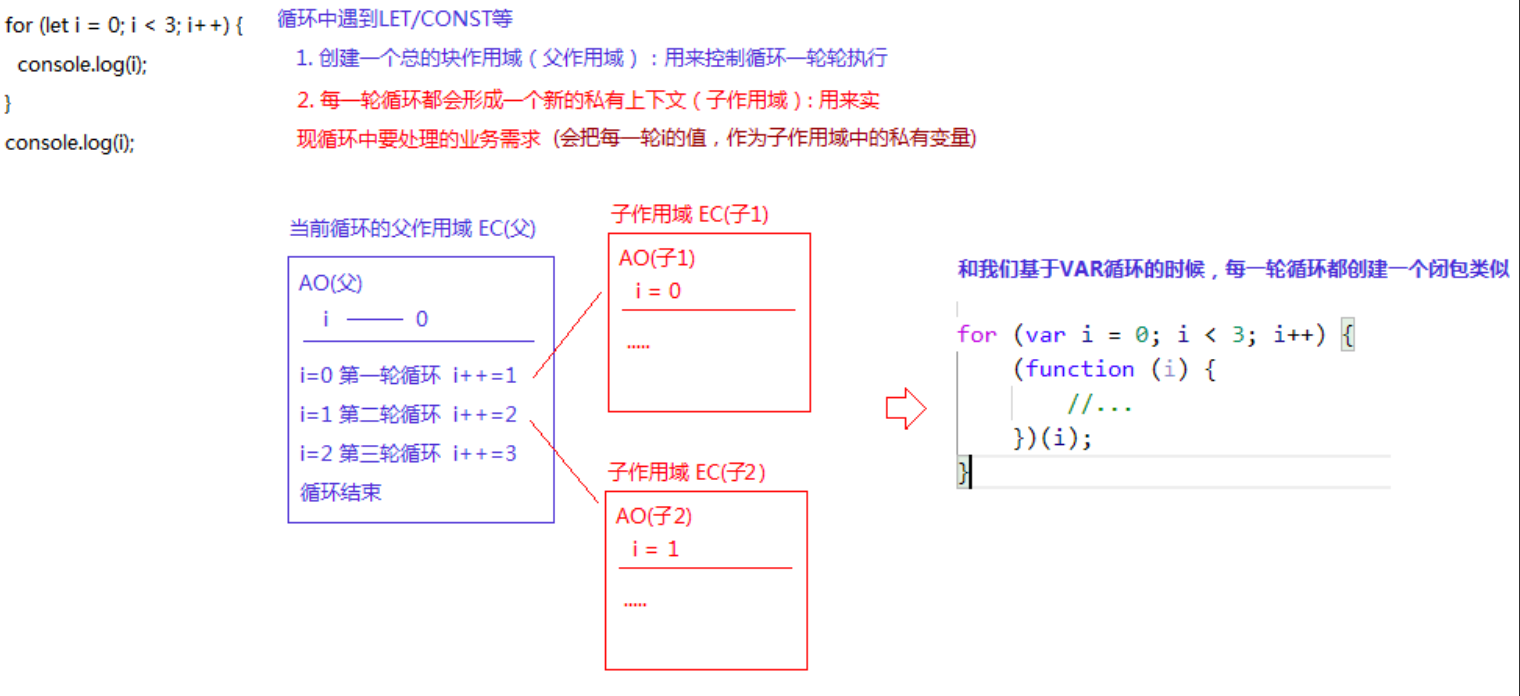 for (let i = 0; i < 3; i++) {
console.log(i);
}
console.log(i);
循环中遇到LET/CONST等
1. 创建一个总的块作用域（父作用域）：用来控制循环一轮轮执行
2. 每一轮循环都会形成一个新的私有上下文（子作用域）: 用来实
现循环中要处理的业务需求 (会把每一轮i的值，作为子作用域中的私有变量)
当前循环的父作用域 EC(父)
AO(父)
i —— 0
i=0 第一轮循环 i++=1
i=1 第二轮循环 i++=2
i=2 第三轮循环 i++=3
循环结束
子作用域 EC(子1)
AO(子1)
i = 0
.....
子作用域 EC(子2)
AO(子2)
i = 1
.....
和我们基于VAR循环的时候，每一轮循环都创建一个闭包类似
for (var i = 0; i < 3; i++) {
(function (i) {
//...
})(i);
}